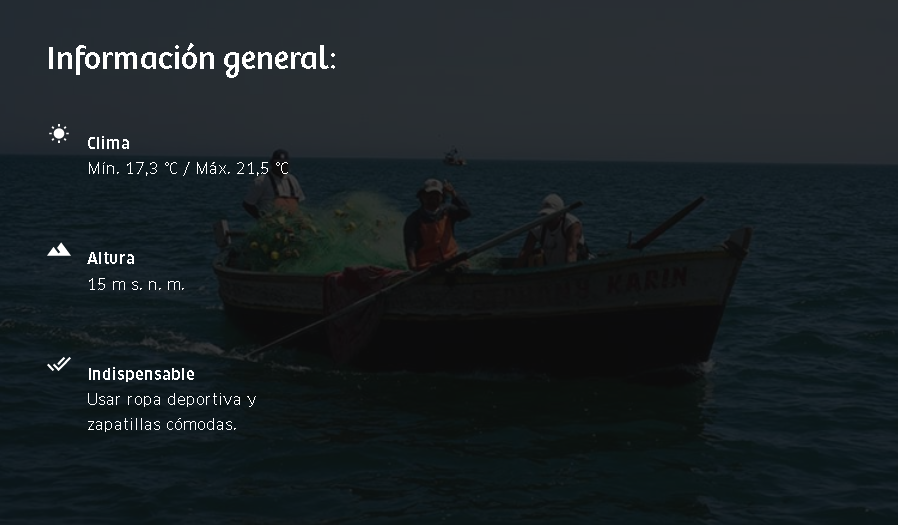 Información general:
Clima
Mín. 17,3 °C / Máx. 21,5 °C
Altura
15 m s. n. m.
Indispensable
Usar ropa deportiva y
zapatillas cómodas.
KARIN